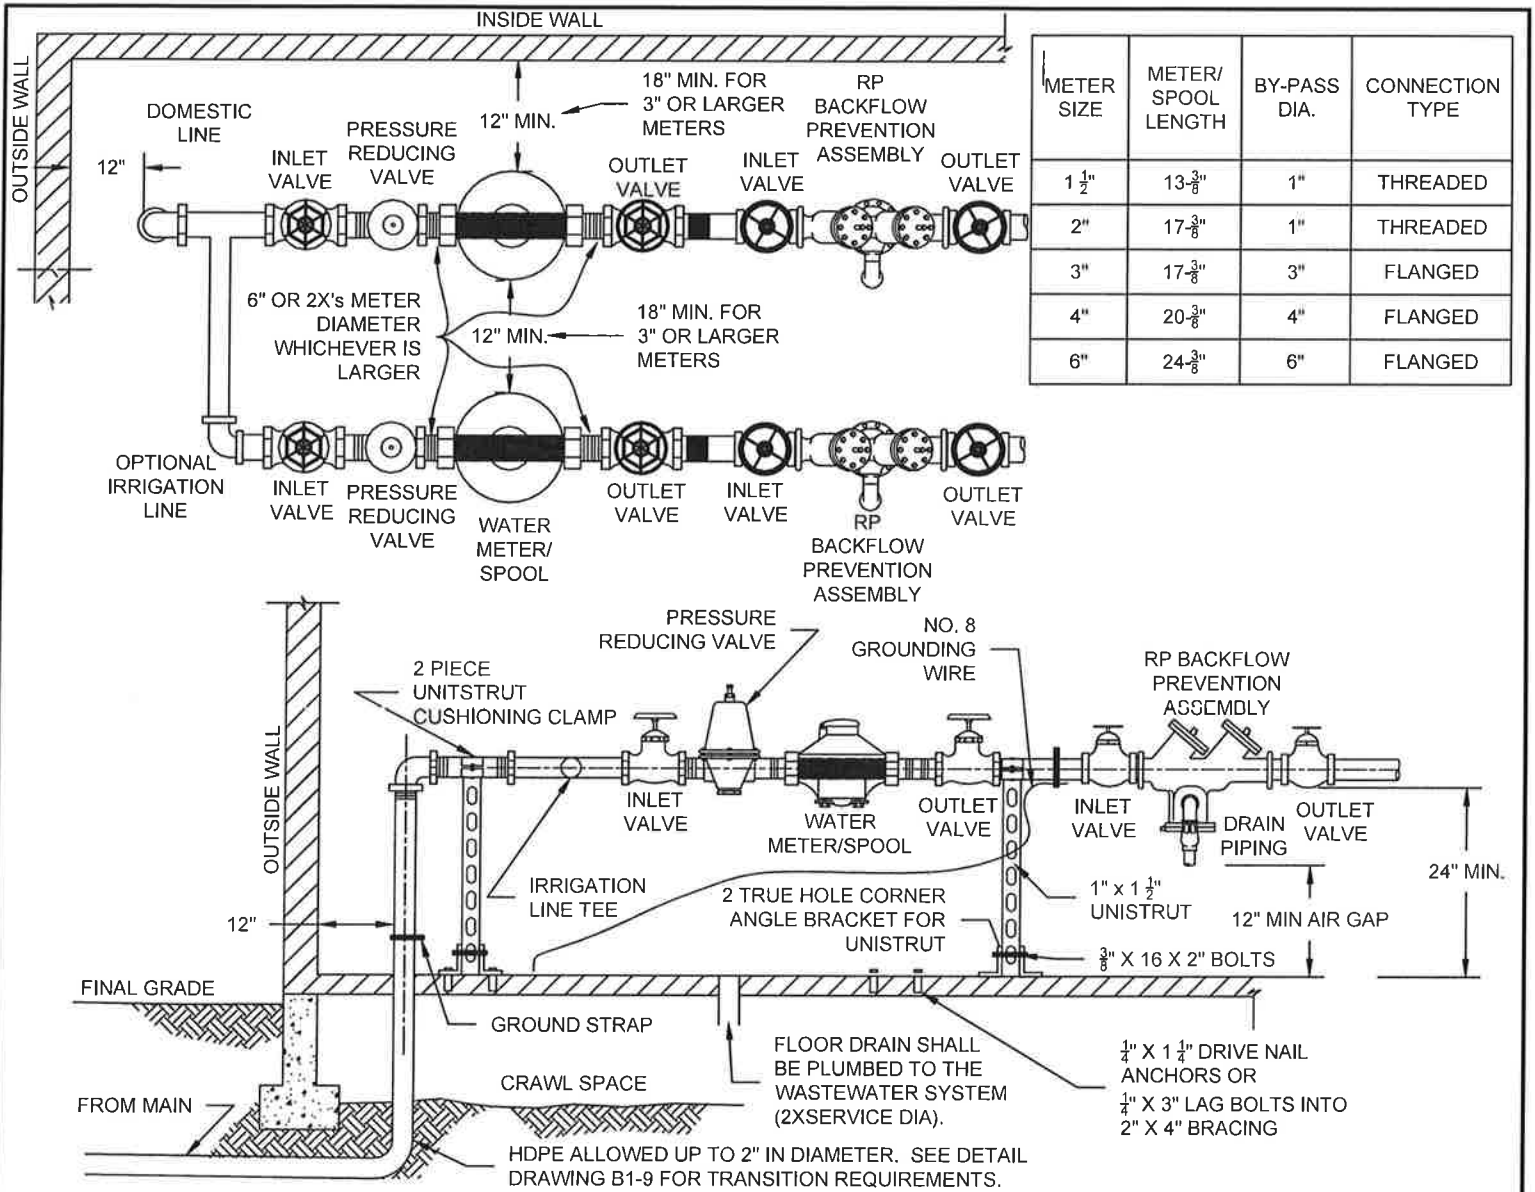 INSIDE WALL
OUTSIDE WALL
DOMESTIC
LINE
12"
INLET
VALVE
PRESSURE
REDUCING
VALVE
12" MIN.
18" MIN. FOR
3" OR LARGER
METERS
OUTLET
VALVE
INLET
VALVE
RP
BACKFLOW
PREVENTION
ASSEMBLY
OUTLET
VALVE
METER
SIZE
METER/
SPOOL
LENGTH
BY-PASS
DIA.
CONNECTION
TYPE
1 1/2" 13-3/8" 1" THREADED
2" 17-3/8" 1" THREADED
3" 17-3/8" 3" FLANGED
4" 20-3/8" 4" FLANGED
6" 24-3/8" 6" FLANGED
6" OR 2X's METER
DIAMETER
WHICHEVER IS
LARGER
12" MIN.
18" MIN. FOR
3" OR LARGER
METERS
OPTIONAL
IRRIGATION
LINE
INLET
VALVE
PRESSURE
REDUCING
VALVE
WATER
METER/
SPOOL
OUTLET
VALVE
INLET
VALVE
RP
BACKFLOW
PREVENTION
ASSEMBLY
OUTLET
VALVE
OUTSIDE WALL
2 PIECE
UNITSTRUT
CUSHIONING CLAMP
PRESSURE
REDUCING VALVE
NO. 8
GROUNDING
WIRE
RP BACKFLOW
PREVENTION
ASSEMBLY
INLET
VALVE
WATER
METER/SPOOL
OUTLET
VALVE
INLET
VALVE
DRAIN
PIPING
OUTLET
VALVE
24" MIN.
12"
IRRIGATION
LINE TEE
2 TRUE HOLE CORNER
ANGLE BRACKET FOR
UNISTRUT
1" x 1 1/2"
UNISTRUT
12" MIN AIR GAP
3/8" X 16 X 2" BOLTS
FINAL GRADE
GROUND STRAP
CRAWL SPACE
FROM MAIN
FLOOR DRAIN SHALL
BE PLUMBED TO THE
WASTEWATER SYSTEM
(2XSERVICE DIA).
1/4" X 1 1/4" DRIVE NAIL
ANCHORS OR
1/4" X 3" LAG BOLTS INTO
2" X 4" BRACING
HDPE ALLOWED UP TO 2" IN DIAMETER. SEE DETAIL
DRAWING B1-9 FOR TRANSITION REQUIREMENTS.